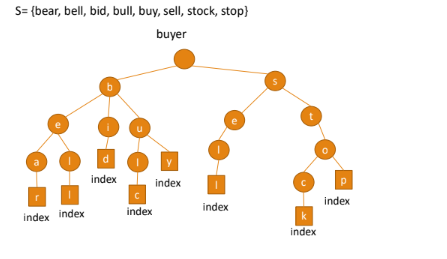 S= {bear, bell, bid, bull, buy, sell, stock, stop}
buyer
b s
e i u e t
a l d l y l o
r l c l c p
k
index index index index index index index index